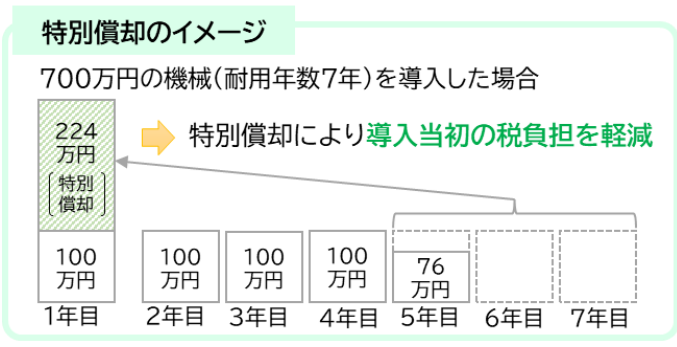 特別償却のイメージ
700万円の機械(耐用年数7年)を導入した場合
224
万円
特別
償却
特別償却により導入当初の税負担を軽減
100
万円
100
万円
100
万円
100
万円
76
万円
1年目
2年目
3年目
4年目
5年目
6年目
7年目